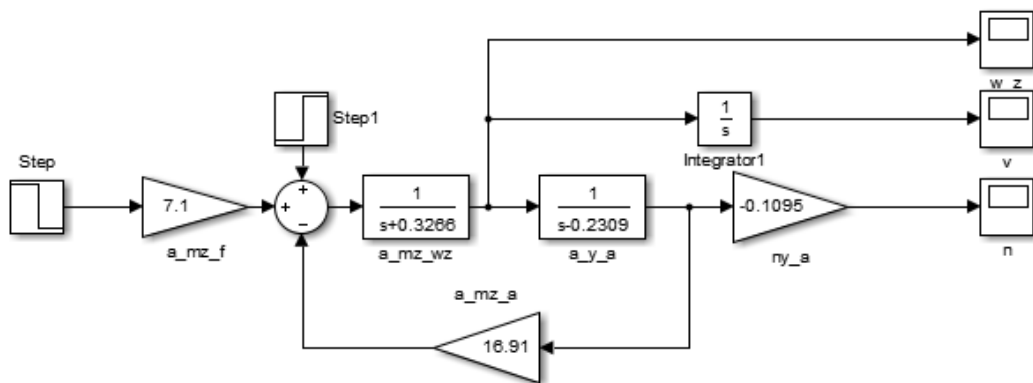 w_z
Step1
Step
1
s
Integrator1
v
+
+
−
7.1
a_mz_f
1
s+0.3266
a_mz_wz
1
s-0.2309
a_y_a
-0.1095
ny_a
n
a_mz_a
16.91